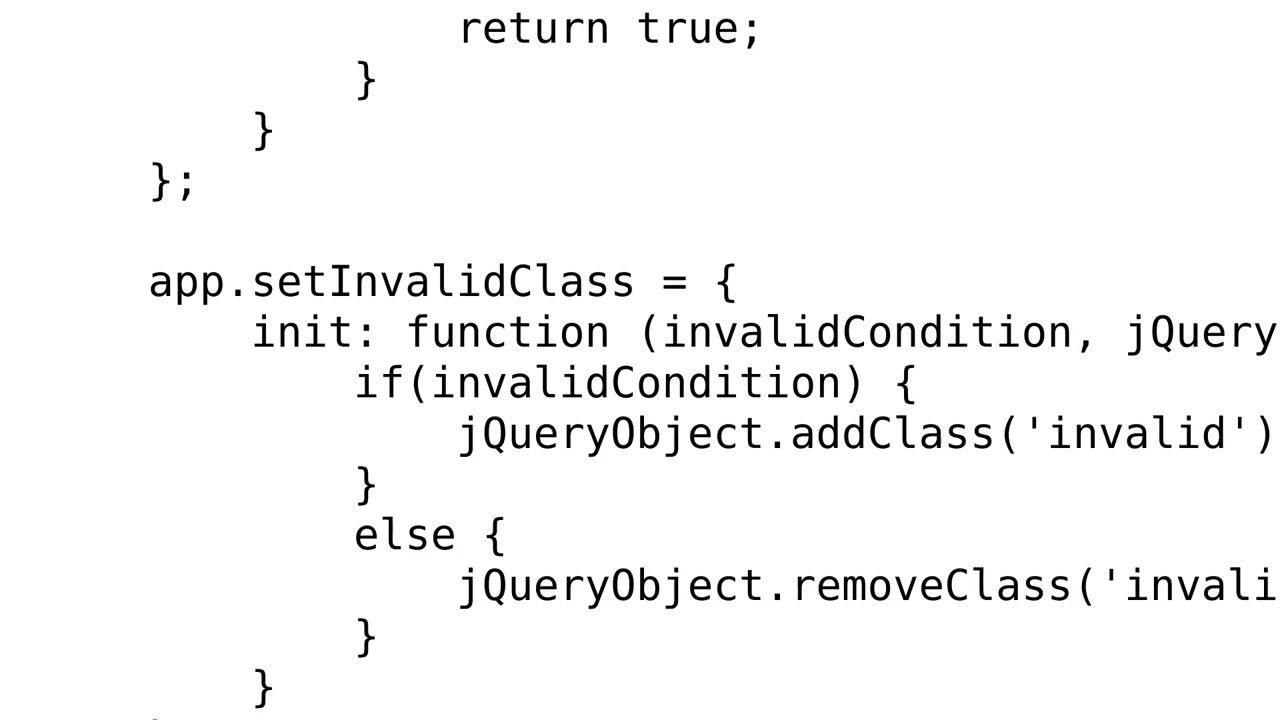 return true;
}
}
};
app.setInvalidClass = {
init: function (invalidCondition, jQuery
if(invalidCondition) {
jQueryObject.addClass('invalid')
}
else {
jQueryObject.removeClass('invali
}
}